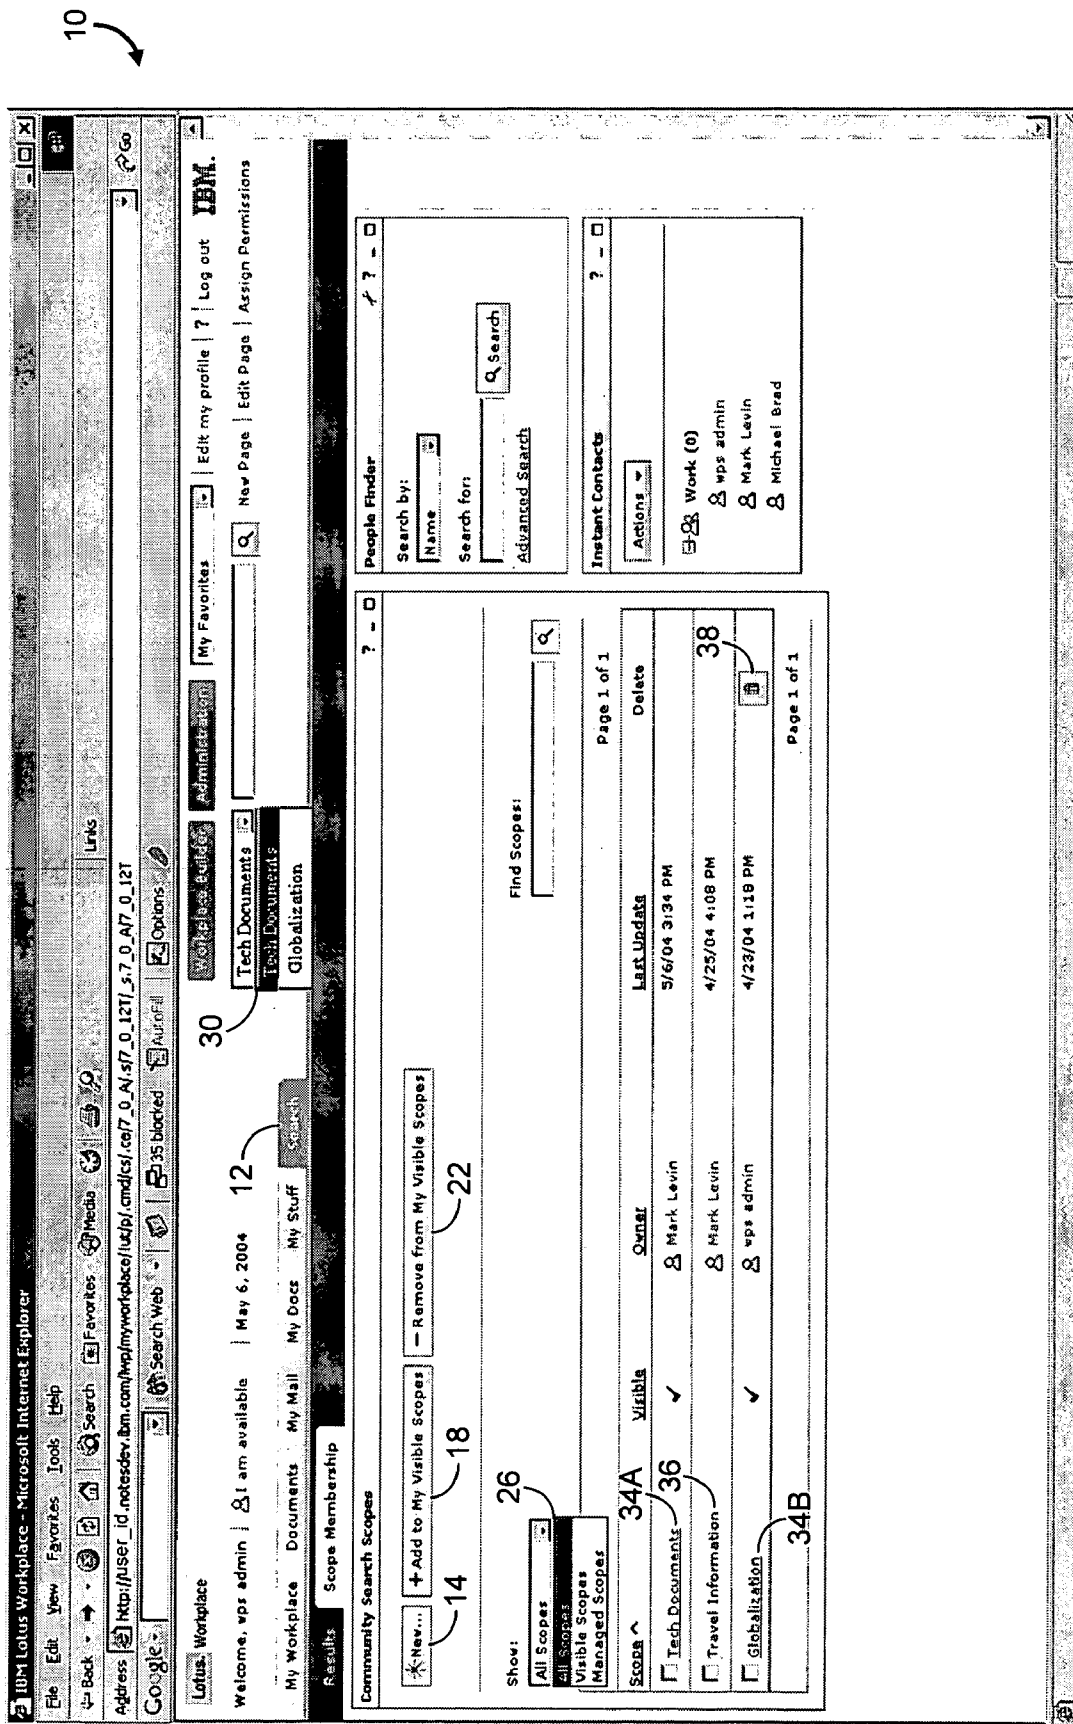 10
IBM Lotus Workplace - Microsoft Internet Explorer
File Edit View Favorites Tools Help
Back Search Favorites Media Links
Address http://user_id.notesdev.ibm.com/lwp/myworkplace/!ut/p/.cmd/cs/.ce/7_0_A/.s/7_0_12T/_s.7_0_A/7_0_12T Go
Google Search Web 35 blocked AutoFill Options
Lotus. Workplace Workplace Builder Administration My Favorites Edit my profile | ? | Log out IBM.
Welcome, wps admin | I am available | May 6, 2004 Tech Documents New Page | Edit Page | Assign Permissions
30
Tech Documents
Globalization
12
My Workplace Documents My Mail My Docs My Stuff Search
Results Scope Membership
Community Search Scopes ? - People Finder ? -
New... + Add to My Visible Scopes - Remove from My Visible Scopes
14 18 22
Search by:
Name
Search for:
Search
Advanced Search
Show:
All Scopes
26
All Scopes
Visible Scopes
Managed Scopes
Find Scopes:
Page 1 of 1
Instant Contacts ? -
Actions
Work (0)
wps admin
Mark Levin
Michael Brad
Scope ^ Visible Owner Last Update Delete
34A
Tech Documents ✓ Mark Levin 5/6/04 3:34 PM
36
Travel Information Mark Levin 4/25/04 4:08 PM
38
Globalization ✓ wps admin 4/23/04 1:18 PM
34B
Page 1 of 1